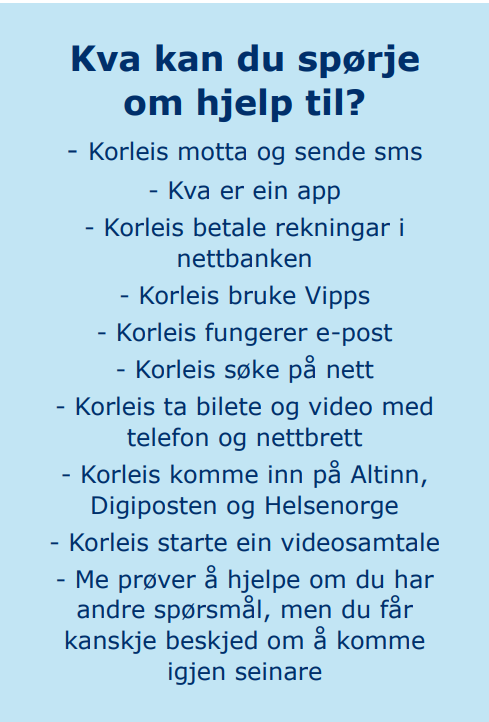 Kva kan du spørje
om hjelp til?
- Korleis motta og sende sms
- Kva er ein app
- Korleis betale rekningar i
nettbanken
- Korleis bruke Vipps
- Korleis fungerer e-post
- Korleis søke på nett
- Korleis ta bilete og video med
telefon og nettbrett
- Korleis komme inn på Altinn,
Digiposten og Helsenorge
- Korleis starte ein videosamtale
- Me prøver å hjelpe om du har
andre spørsmål, men du får
kanskje beskjed om å komme
igjen seinare